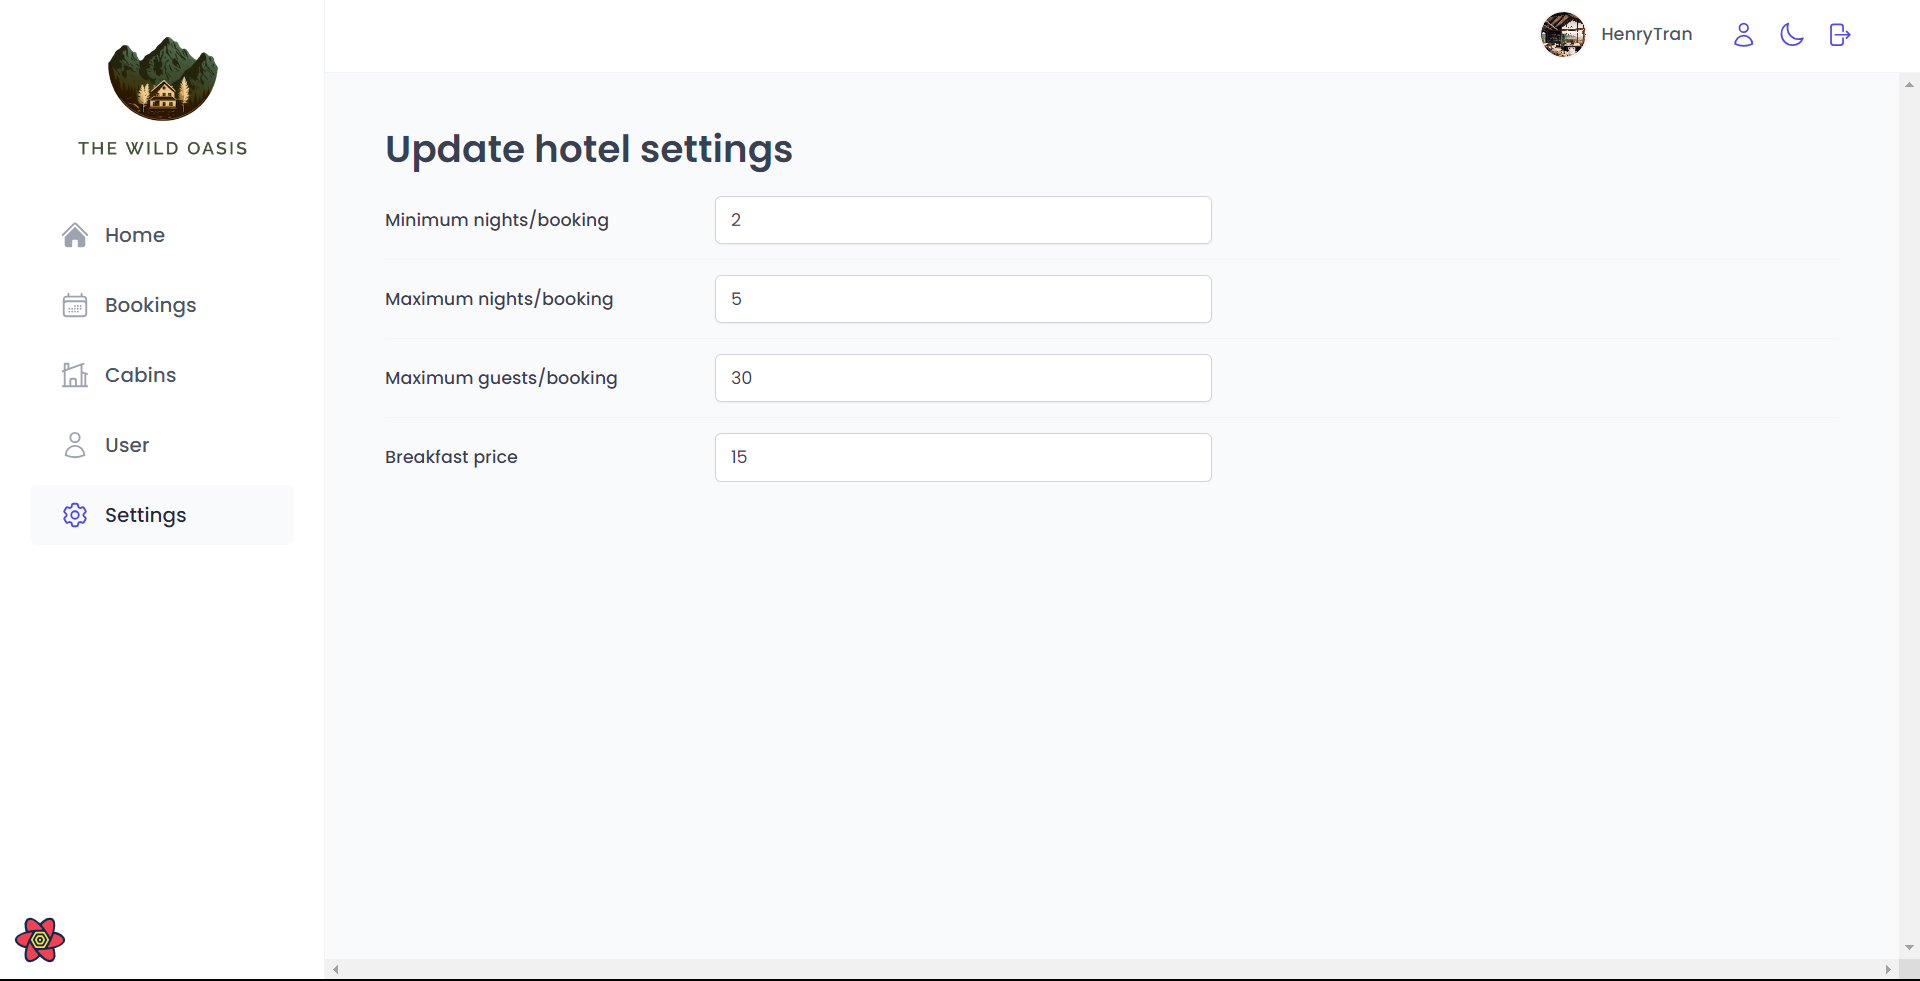 THE WILD OASIS
Home
Bookings
Cabins
User
Settings
HenryTran
Update hotel settings
Minimum nights/booking
2
Maximum nights/booking
5
Maximum guests/booking
30
Breakfast price
15